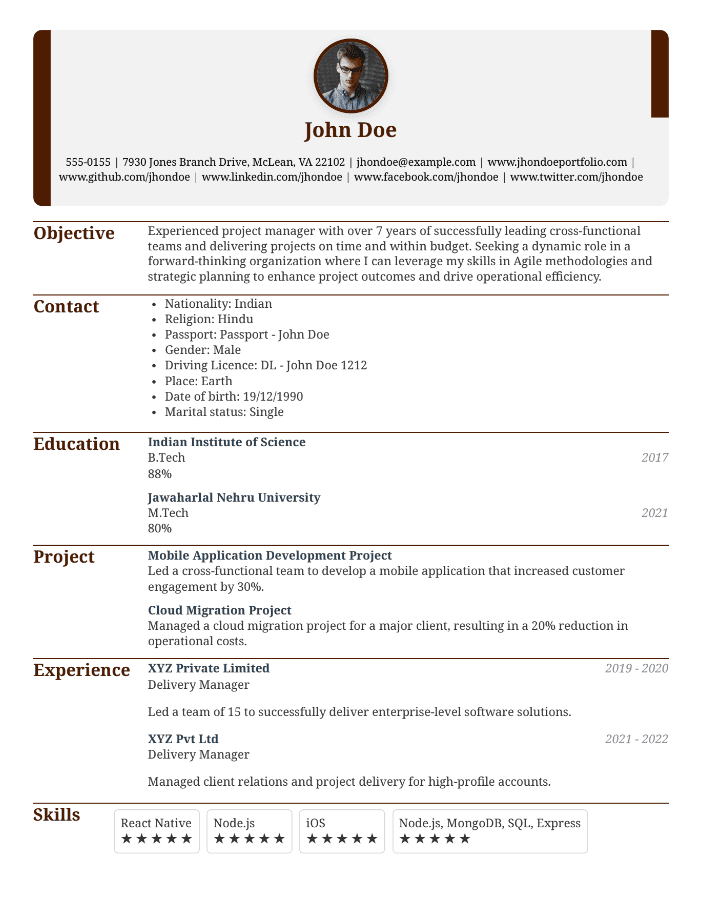 John Doe
555-0155 | 7930 Jones Branch Drive, McLean, VA 22102 | jhondoe@example.com | www.jhondoeportfolio.com |
www.github.com/jhondoe | www.linkedin.com/jhondoe | www.facebook.com/jhondoe | www.twitter.com/jhondoe
Objective
Experienced project manager with over 7 years of successfully leading cross-functional
teams and delivering projects on time and within budget. Seeking a dynamic role in a
forward-thinking organization where I can leverage my skills in Agile methodologies and
strategic planning to enhance project outcomes and drive operational efficiency.
Contact
• Nationality: Indian
• Religion: Hindu
• Passport: Passport - John Doe
• Gender: Male
• Driving Licence: DL - John Doe 1212
• Place: Earth
• Date of birth: 19/12/1990
• Marital status: Single
Education
Indian Institute of Science
B.Tech 2017
88%
Jawaharlal Nehru University
M.Tech 2021
80%
Project
Mobile Application Development Project
Led a cross-functional team to develop a mobile application that increased customer
engagement by 30%.
Cloud Migration Project
Managed a cloud migration project for a major client, resulting in a 20% reduction in
operational costs.
Experience
XYZ Private Limited 2019 - 2020
Delivery Manager
Led a team of 15 to successfully deliver enterprise-level software solutions.
XYZ Pvt Ltd 2021 - 2022
Delivery Manager
Managed client relations and project delivery for high-profile accounts.
Skills
React Native
★★★★★
Node.js
★★★★★
iOS
★★★★★
Node.js, MongoDB, SQL, Express
★★★★★